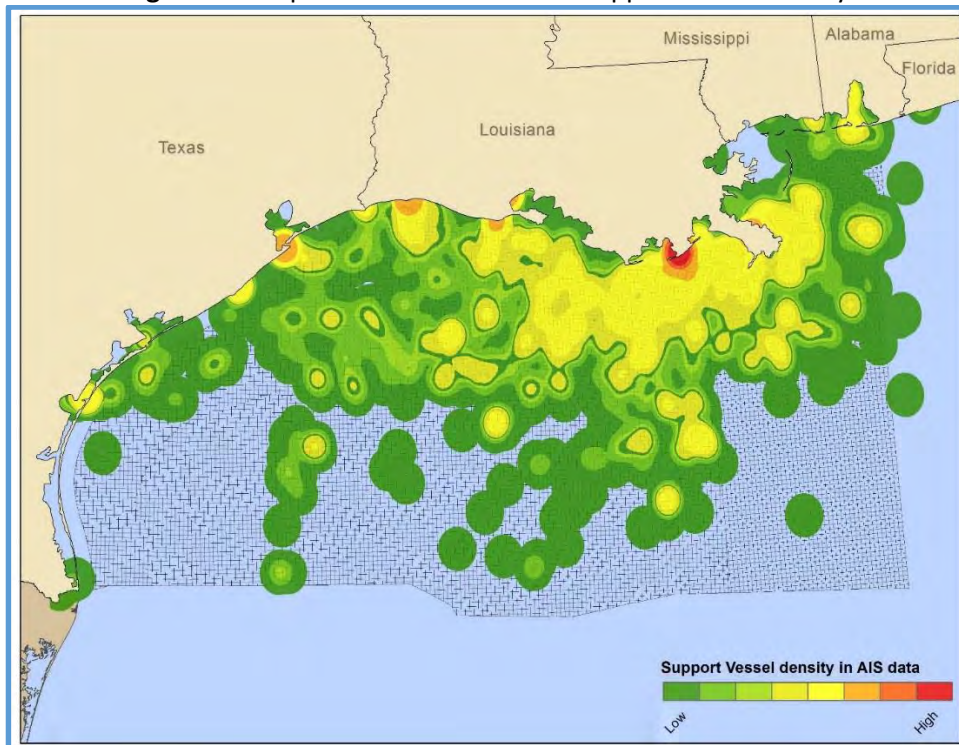 Mississippi
Alabama
Florida
Texas
Louisiana
Support Vessel density in AIS data
Low
High